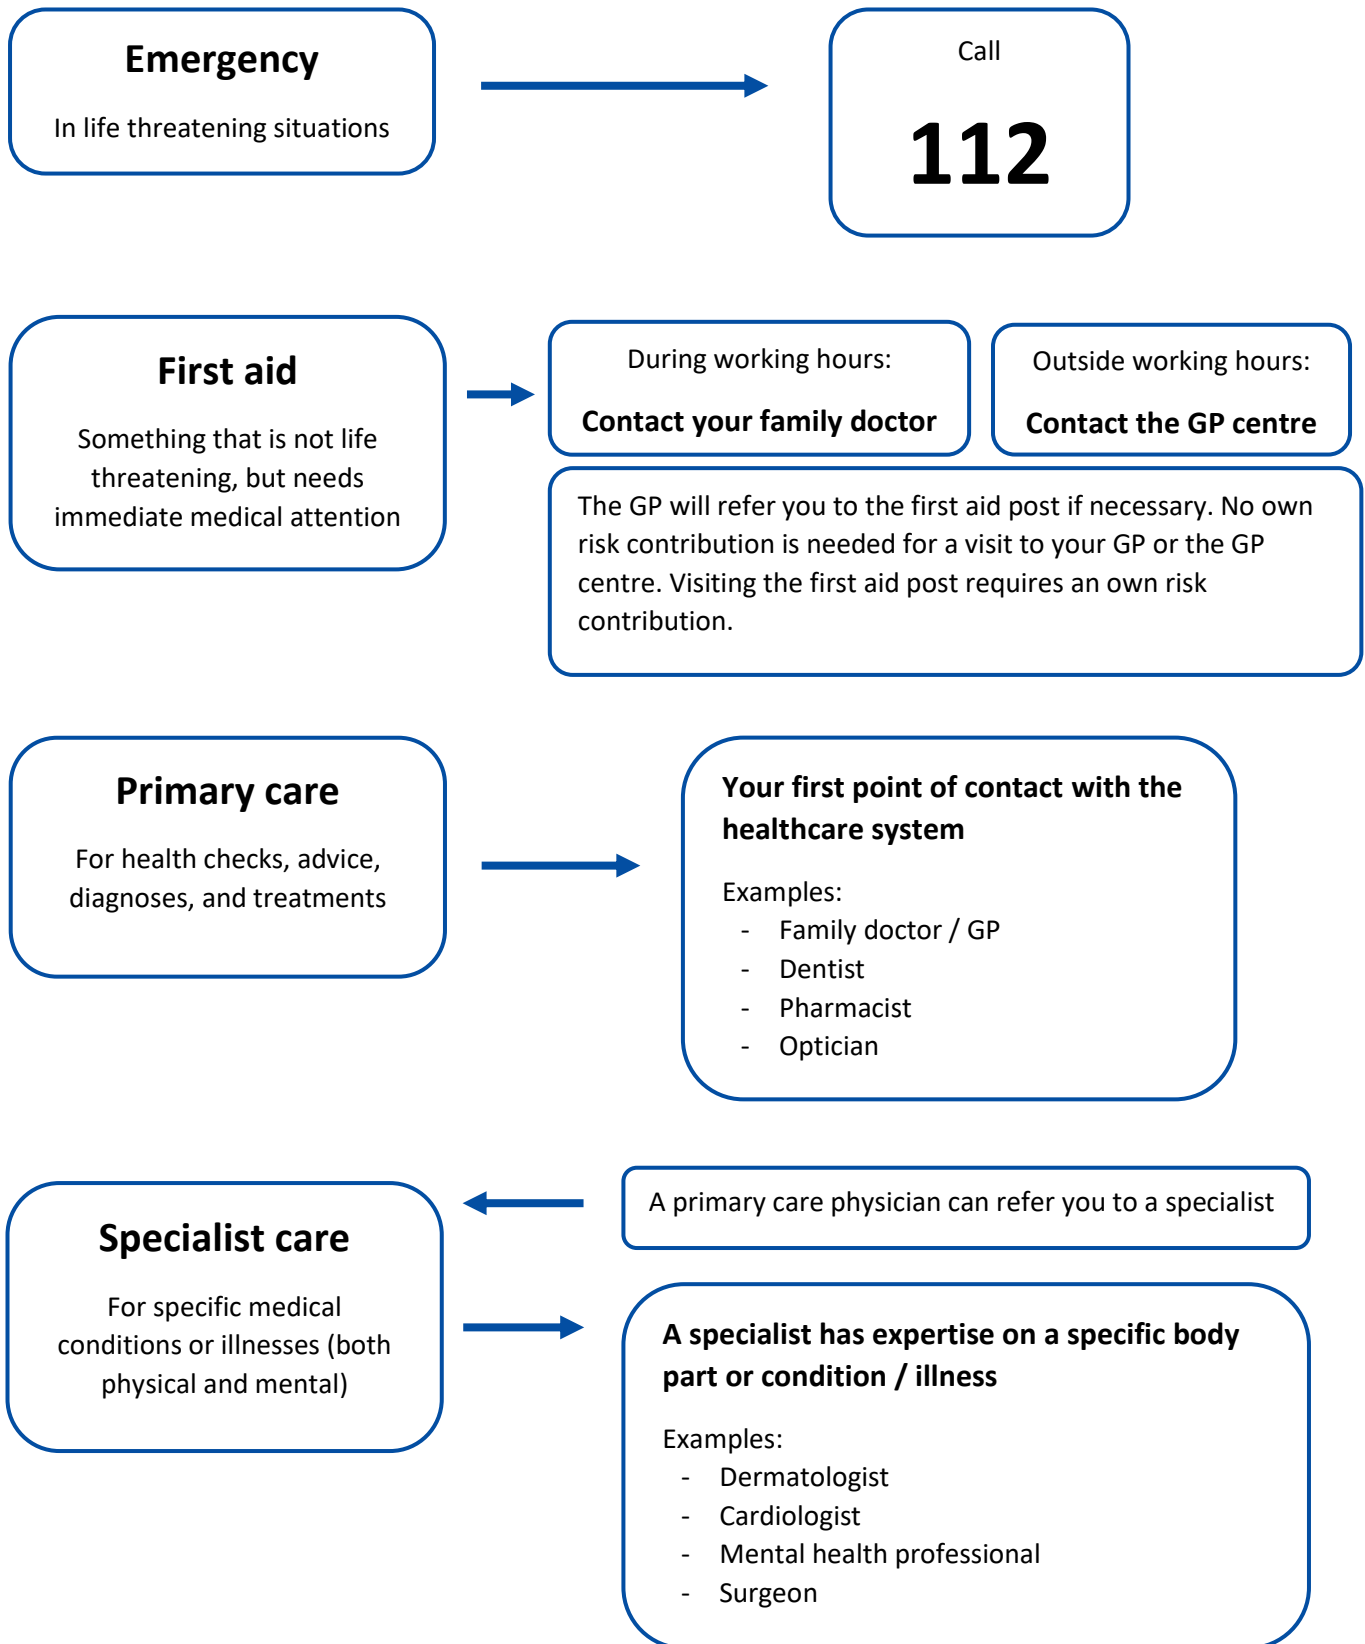 Emergency
In life threatening situations
Call
112
First aid
Something that is not life
threatening, but needs
immediate medical attention
During working hours:
Contact your family doctor
Outside working hours:
Contact the GP centre
The GP will refer you to the first aid post if necessary. No own
risk contribution is needed for a visit to your GP or the GP
centre. Visiting the first aid post requires an own risk
contribution.
Primary care
For health checks, advice,
diagnoses, and treatments
Your first point of contact with the
healthcare system
Examples:
- Family doctor / GP
- Dentist
- Pharmacist
- Optician
Specialist care
For specific medical
conditions or illnesses (both
physical and mental)
A primary care physician can refer you to a specialist
A specialist has expertise on a specific body
part or condition / illness
Examples:
- Dermatologist
- Cardiologist
- Mental health professional
- Surgeon